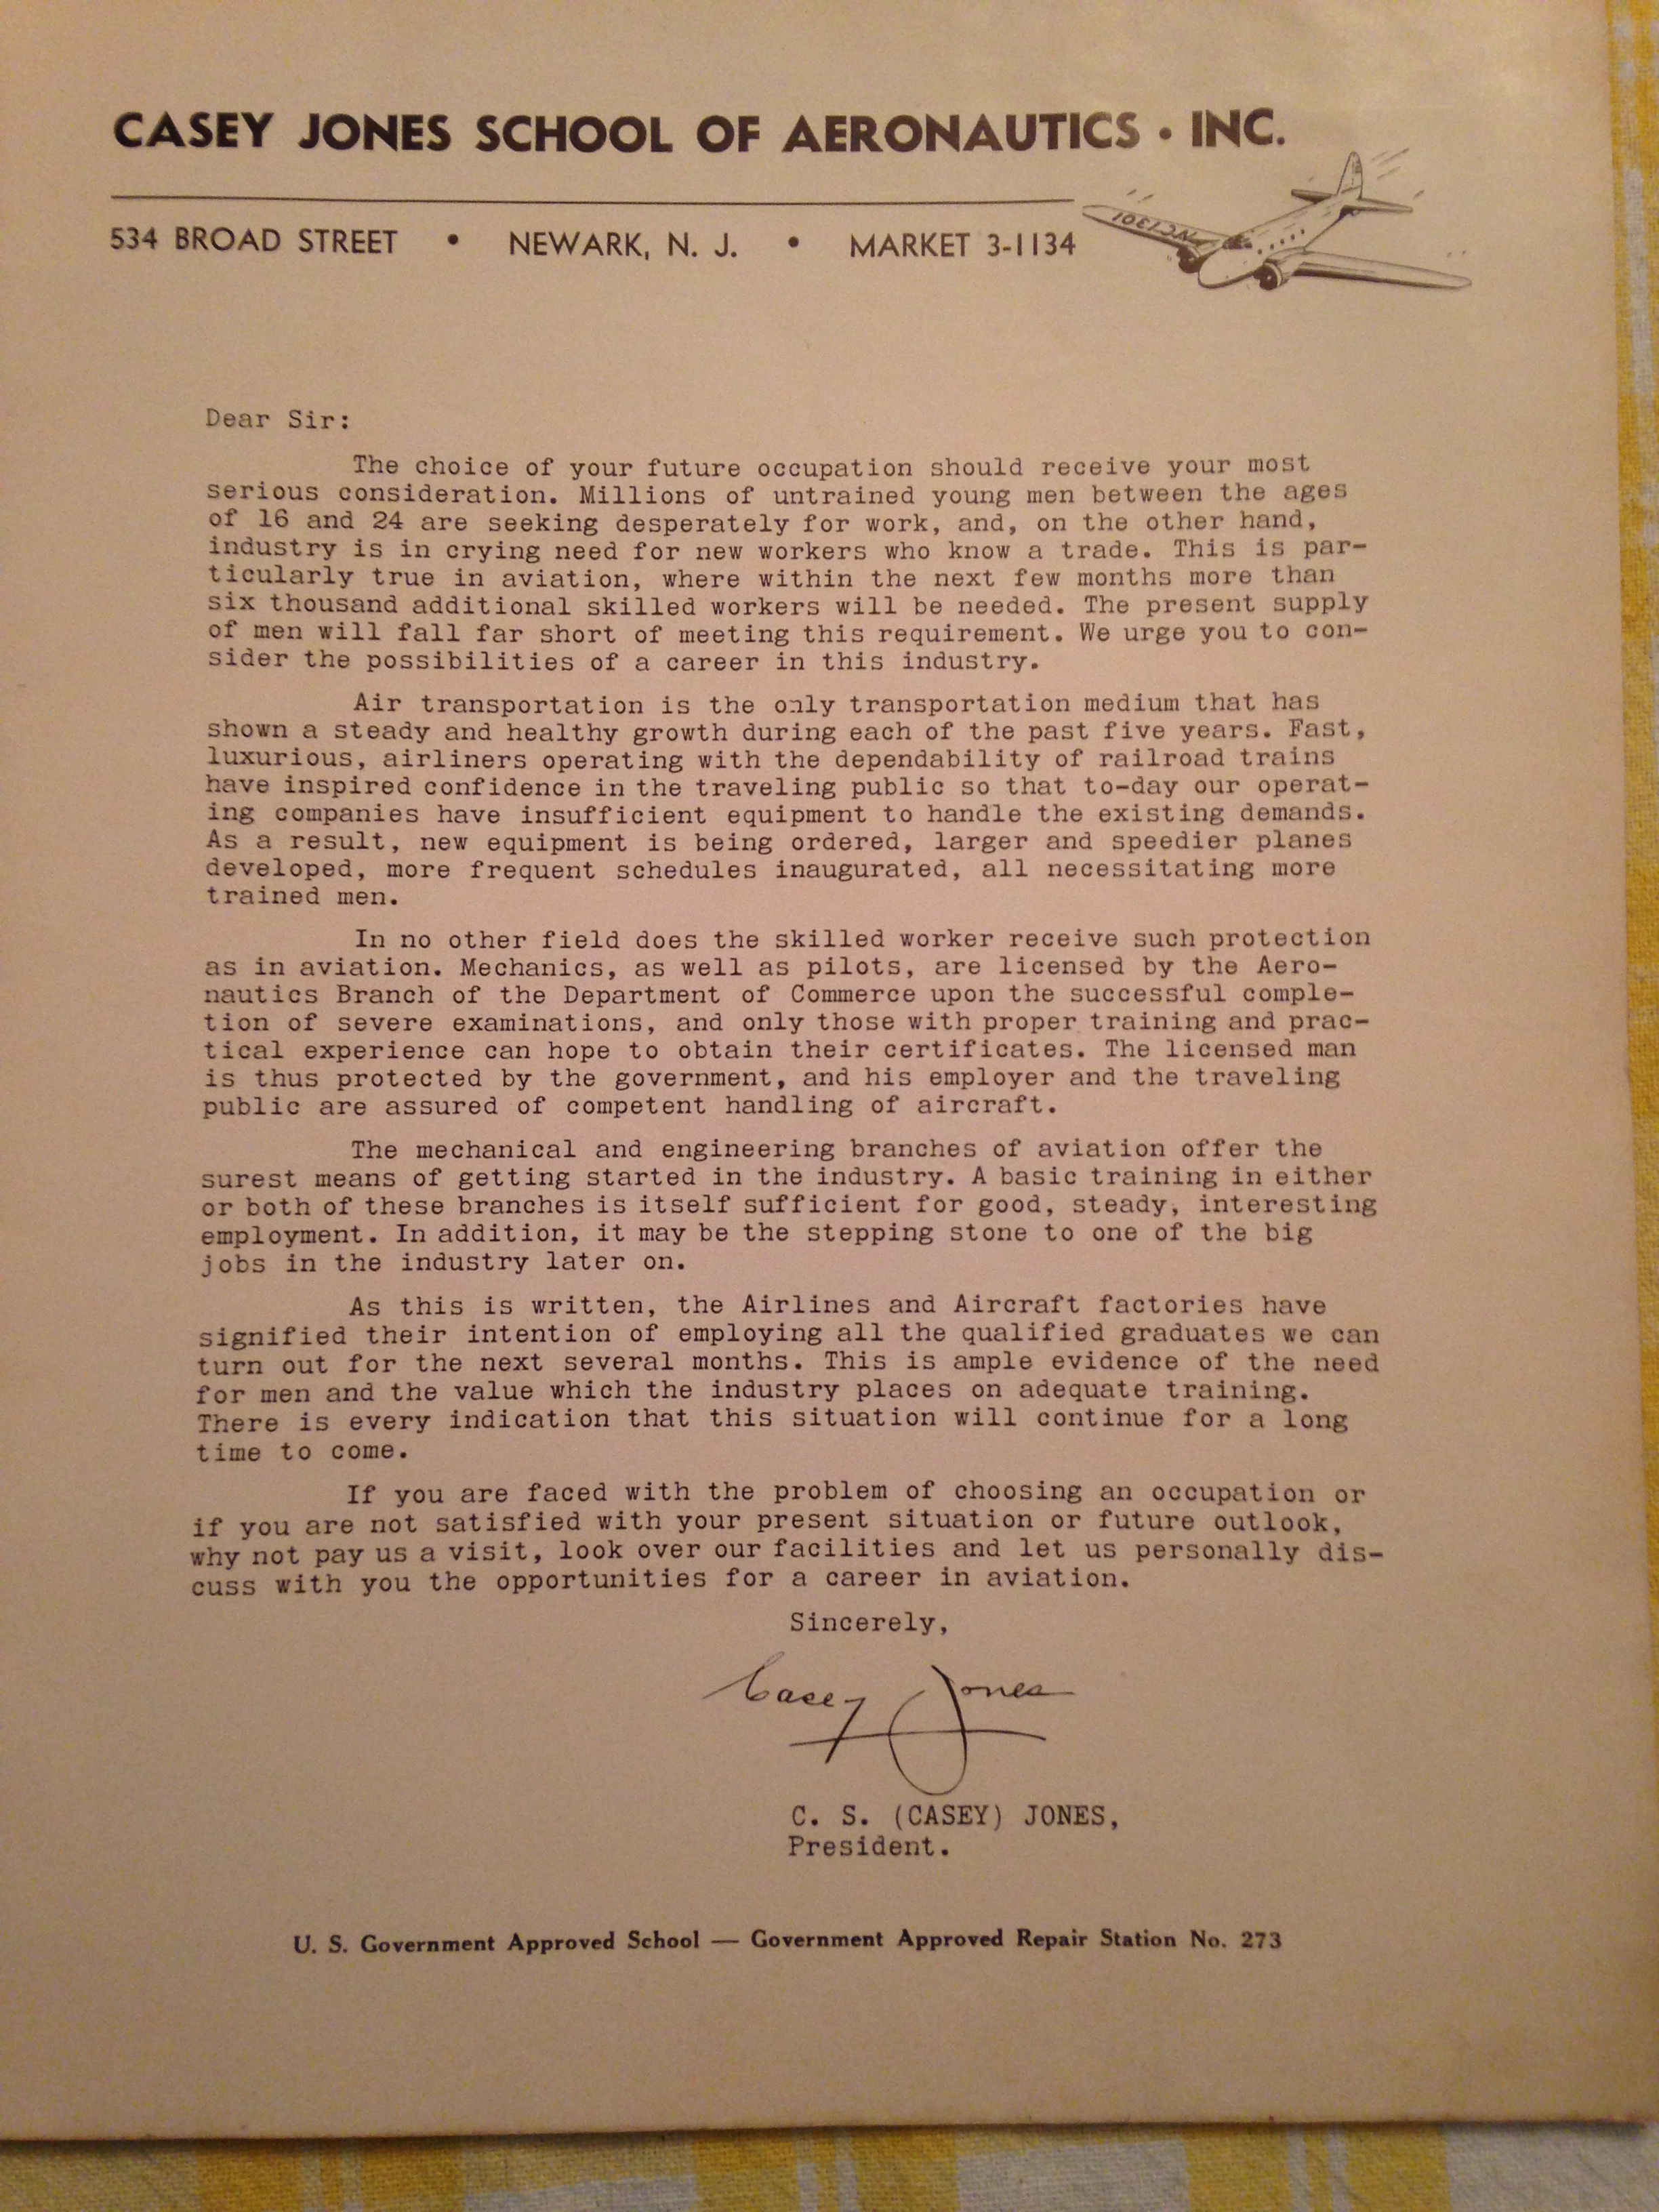 CASEY JONES SCHOOL OF AERONAUTICS • INC.
534 BROAD STREET • NEWARK, N. J. • MARKET 3-1134
NC1301
Dear Sir:
The choice of your future occupation should receive your most
serious consideration. Millions of untrained young men between the ages
of 16 and 24 are seeking desperately for work, and, on the other hand,
industry is in crying need for new workers who know a trade. This is par-
ticularly true in aviation, where within the next few months more than
six thousand additional skilled workers will be needed. The present supply
of men will fall far short of meeting this requirement. We urge you to con-
sider the possibilities of a career in this industry.
Air transportation is the only transportation medium that has
shown a steady and healthy growth during each of the past five years. Fast,
luxurious, airliners operating with the dependability of railroad trains
have inspired confidence in the traveling public so that to-day our operat-
ing companies have insufficient equipment to handle the existing demands.
As a result, new equipment is being ordered, larger and speedier planes
developed, more frequent schedules inaugurated, all necessitating more
trained men.
In no other field does the skilled worker receive such protection
as in aviation. Mechanics, as well as pilots, are licensed by the Aero-
nautics Branch of the Department of Commerce upon the successful comple-
tion of severe examinations, and only those with proper training and prac-
tical experience can hope to obtain their certificates. The licensed man
is thus protected by the government, and his employer and the traveling
public are assured of competent handling of aircraft.
The mechanical and engineering branches of aviation offer the
surest means of getting started in the industry. A basic training in either
or both of these branches is itself sufficient for good, steady, interesting
employment. In addition, it may be the stepping stone to one of the big
jobs in the industry later on.
As this is written, the Airlines and Aircraft factories have
signified their intention of employing all the qualified graduates we can
turn out for the next several months. This is ample evidence of the need
for men and the value which the industry places on adequate training.
There is every indication that this situation will continue for a long
time to come.
If you are faced with the problem of choosing an occupation or
if you are not satisfied with your present situation or future outlook,
why not pay us a visit, look over our facilities and let us personally dis-
cuss with you the opportunities for a career in aviation.
Sincerely,
Casey Jones
C. S. (CASEY) JONES,
President.
U. S. Government Approved School — Government Approved Repair Station No. 273